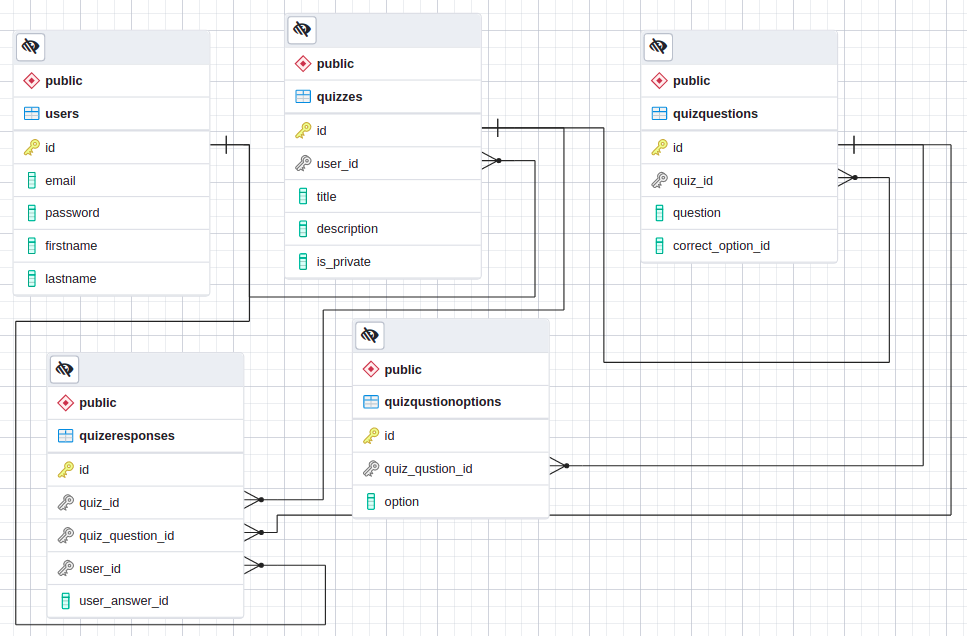 public
users
id
email
password
firstname
lastname
public
quizzes
id
user_id
title
description
is_private
public
quizquestions
id
quiz_id
question
correct_option_id
public
quizeresponses
id
quiz_id
quiz_question_id
user_id
user_answer_id
public
quizqustionoptions
id
quiz_qustion_id
option